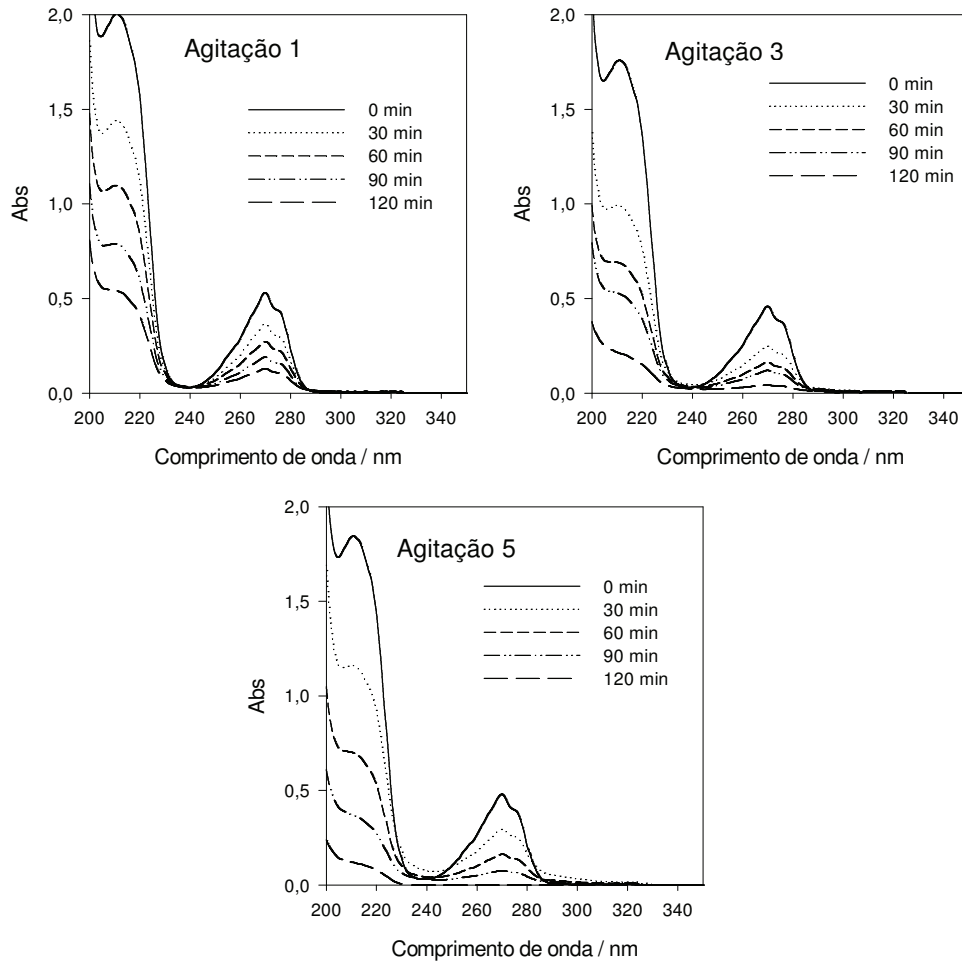 Agitação 1
2,0
1,5
1,0
0,5
0,0
Abs
0 min
30 min
60 min
90 min
120 min
200 220 240 260 280 300 320 340
Comprimento de onda / nm
Agitação 3
2,0
1,5
1,0
0,5
0,0
Abs
0 min
30 min
60 min
90 min
120 min
200 220 240 260 280 300 320 340
Comprimento de onda / nm
Agitação 5
2,0
1,5
1,0
0,5
0,0
Abs
0 min
30 min
60 min
90 min
120 min
200 220 240 260 280 300 320 340
Comprimento de onda / nm